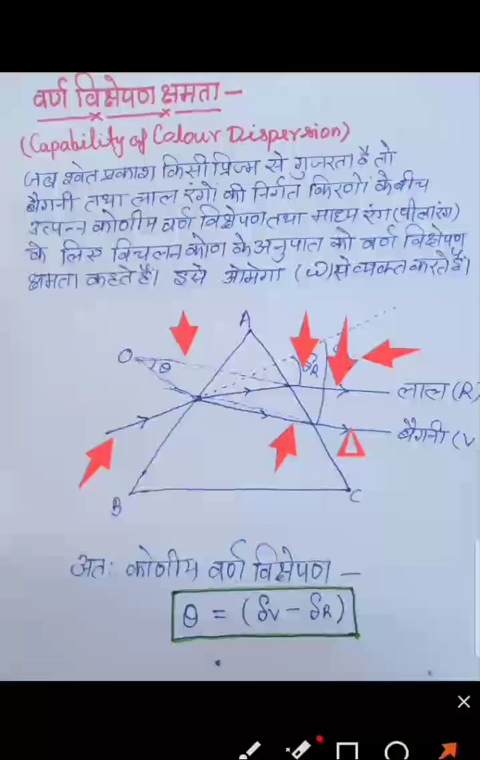 वर्ण विक्षेपण क्षमता -
(Capability of Colour Dispersion)
जब श्वेत प्रकाश किसी प्रिज्म से गुजरता है तो
बैगनी तथा लाल रंगों की निर्गत किरणों के बीच
उत्पन्न कोणीय वर्ण विक्षेपण तथा माध्य रंग (पीला रंग)
के लिए विचलन कोण के अनुपात को वर्ण विक्षेपण
क्षमता कहते हैं। इसे ओमेगा (ω) से व्यक्त करते हैं।
A
O
θ
δR
लाल (R)
बैगनी (V
B
C
अतः कोणीय वर्ण विक्षेपण -
θ = (δv - δR)